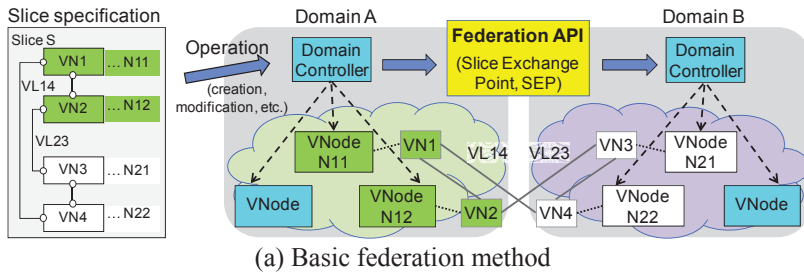 Slice specification
Slice S
VN1 ... N11
VL14
VN2 ... N12
VL23
VN3 ... N21
VN4 ... N22
Operation
(creation,
modification, etc.)
Domain A
Domain
Controller
Federation API
(Slice Exchange
Point, SEP)
Domain B
Domain
Controller
VNode
N11
VN1
VL14
VL23
VN3
VNode
N21
VNode
VNode
N12
VN2
VN4
VNode
N22
VNode
(a) Basic federation method